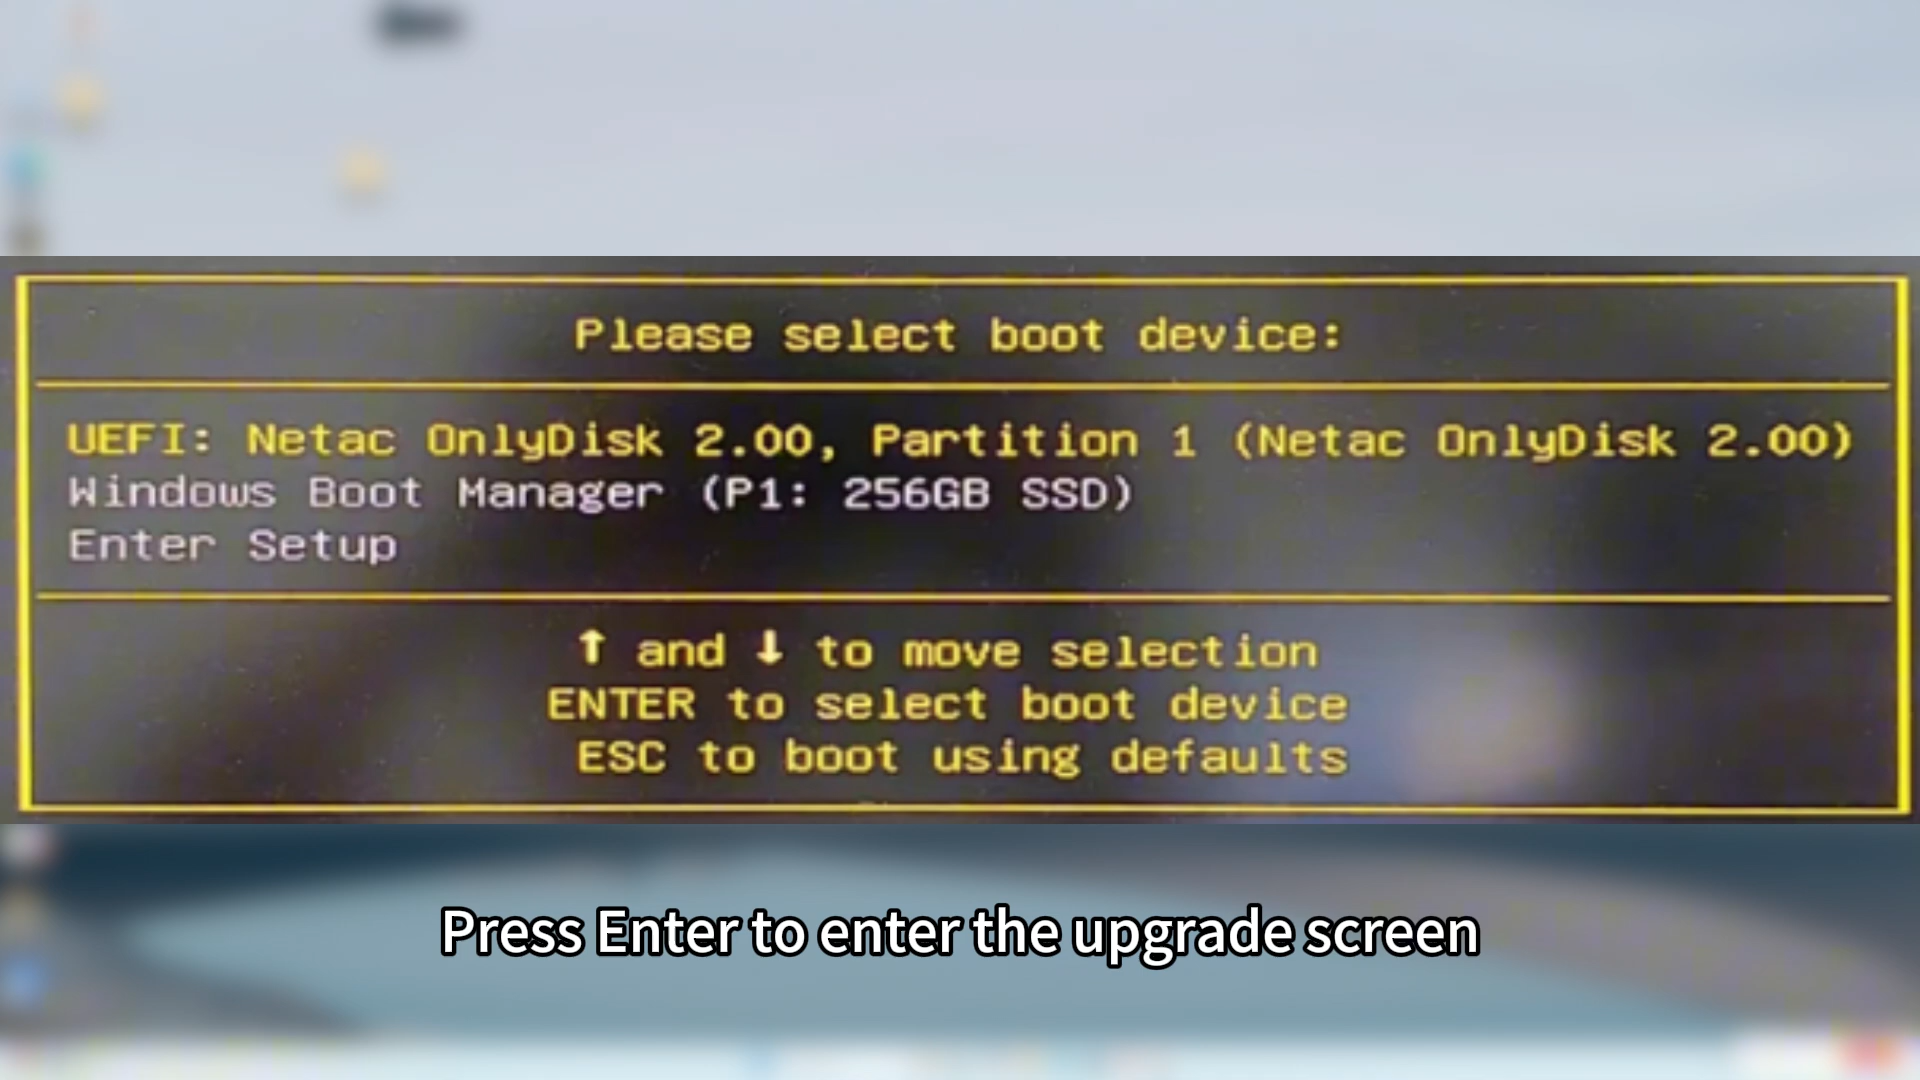 Please select boot device:
UEFI: Netac OnlyDisk 2.00, Partition 1 (Netac OnlyDisk 2.00)
Windows Boot Manager (P1: 256GB SSD)
Enter Setup
↑ and ↓ to move selection
ENTER to select boot device
ESC to boot using defaults
Press Enter to enter the upgrade screen